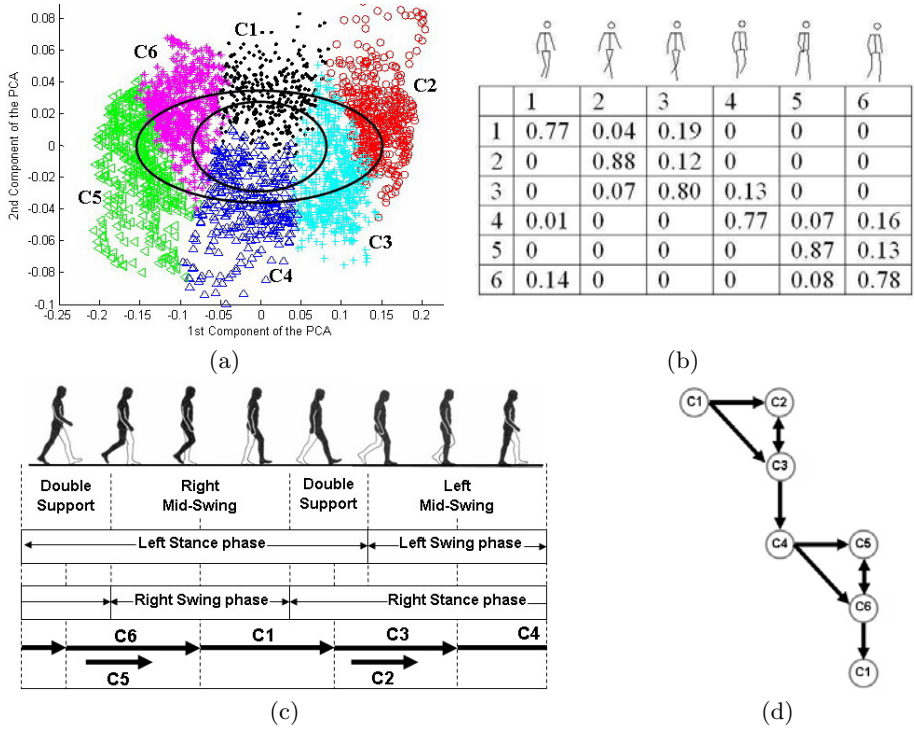 0.08
0.06
0.04
0.02
0
-0.02
-0.04
-0.06
-0.08
-0.1
2nd Component of the PCA
C1
C6
C2
C5
C3
C4
-0.25 -0.2 -0.15 -0.1 -0.05 0 0.05 0.1 0.15 0.2
1st Component of the PCA
(a)
1 2 3 4 5 6
1 0.77 0.04 0.19 0 0 0
2 0 0.88 0.12 0 0 0
3 0 0.07 0.80 0.13 0 0
4 0.01 0 0 0.77 0.07 0.16
5 0 0 0 0 0.87 0.13
6 0.14 0 0 0 0.08 0.78
(b)
Double Support
Right Mid-Swing
Double Support
Left Mid-Swing
Left Stance phase
Left Swing phase
Right Swing phase
Right Stance phase
C6 C1 C3 C4
C5 C2
(c)
C1 C2
C3
C4 C5
C6
C1
(d)